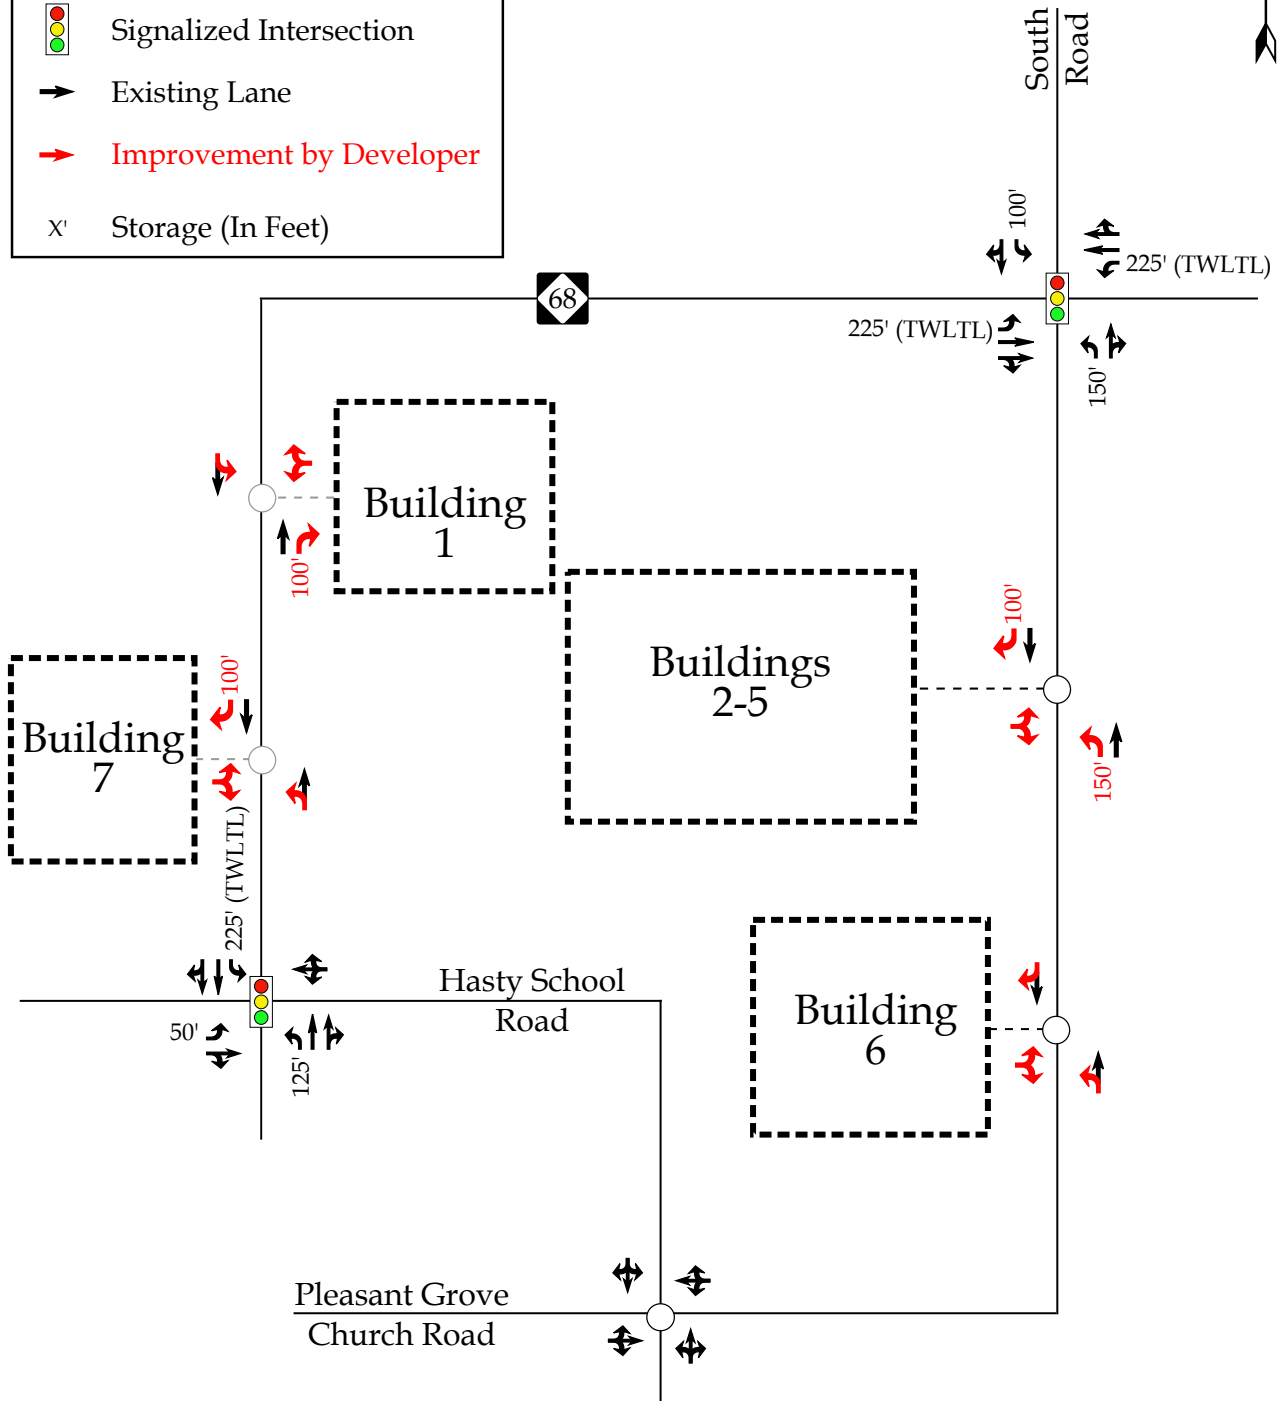 Signalized Intersection
Existing Lane
Improvement by Developer
X' Storage (In Feet)
South
Road
100'
225' (TWLTL)
68
225' (TWLTL)
150'
Building
1
100'
100'
Buildings
2-5
100'
Building
7
150'
225' (TWLTL)
Hasty School
Road
50'
125'
Building
6
Pleasant Grove
Church Road